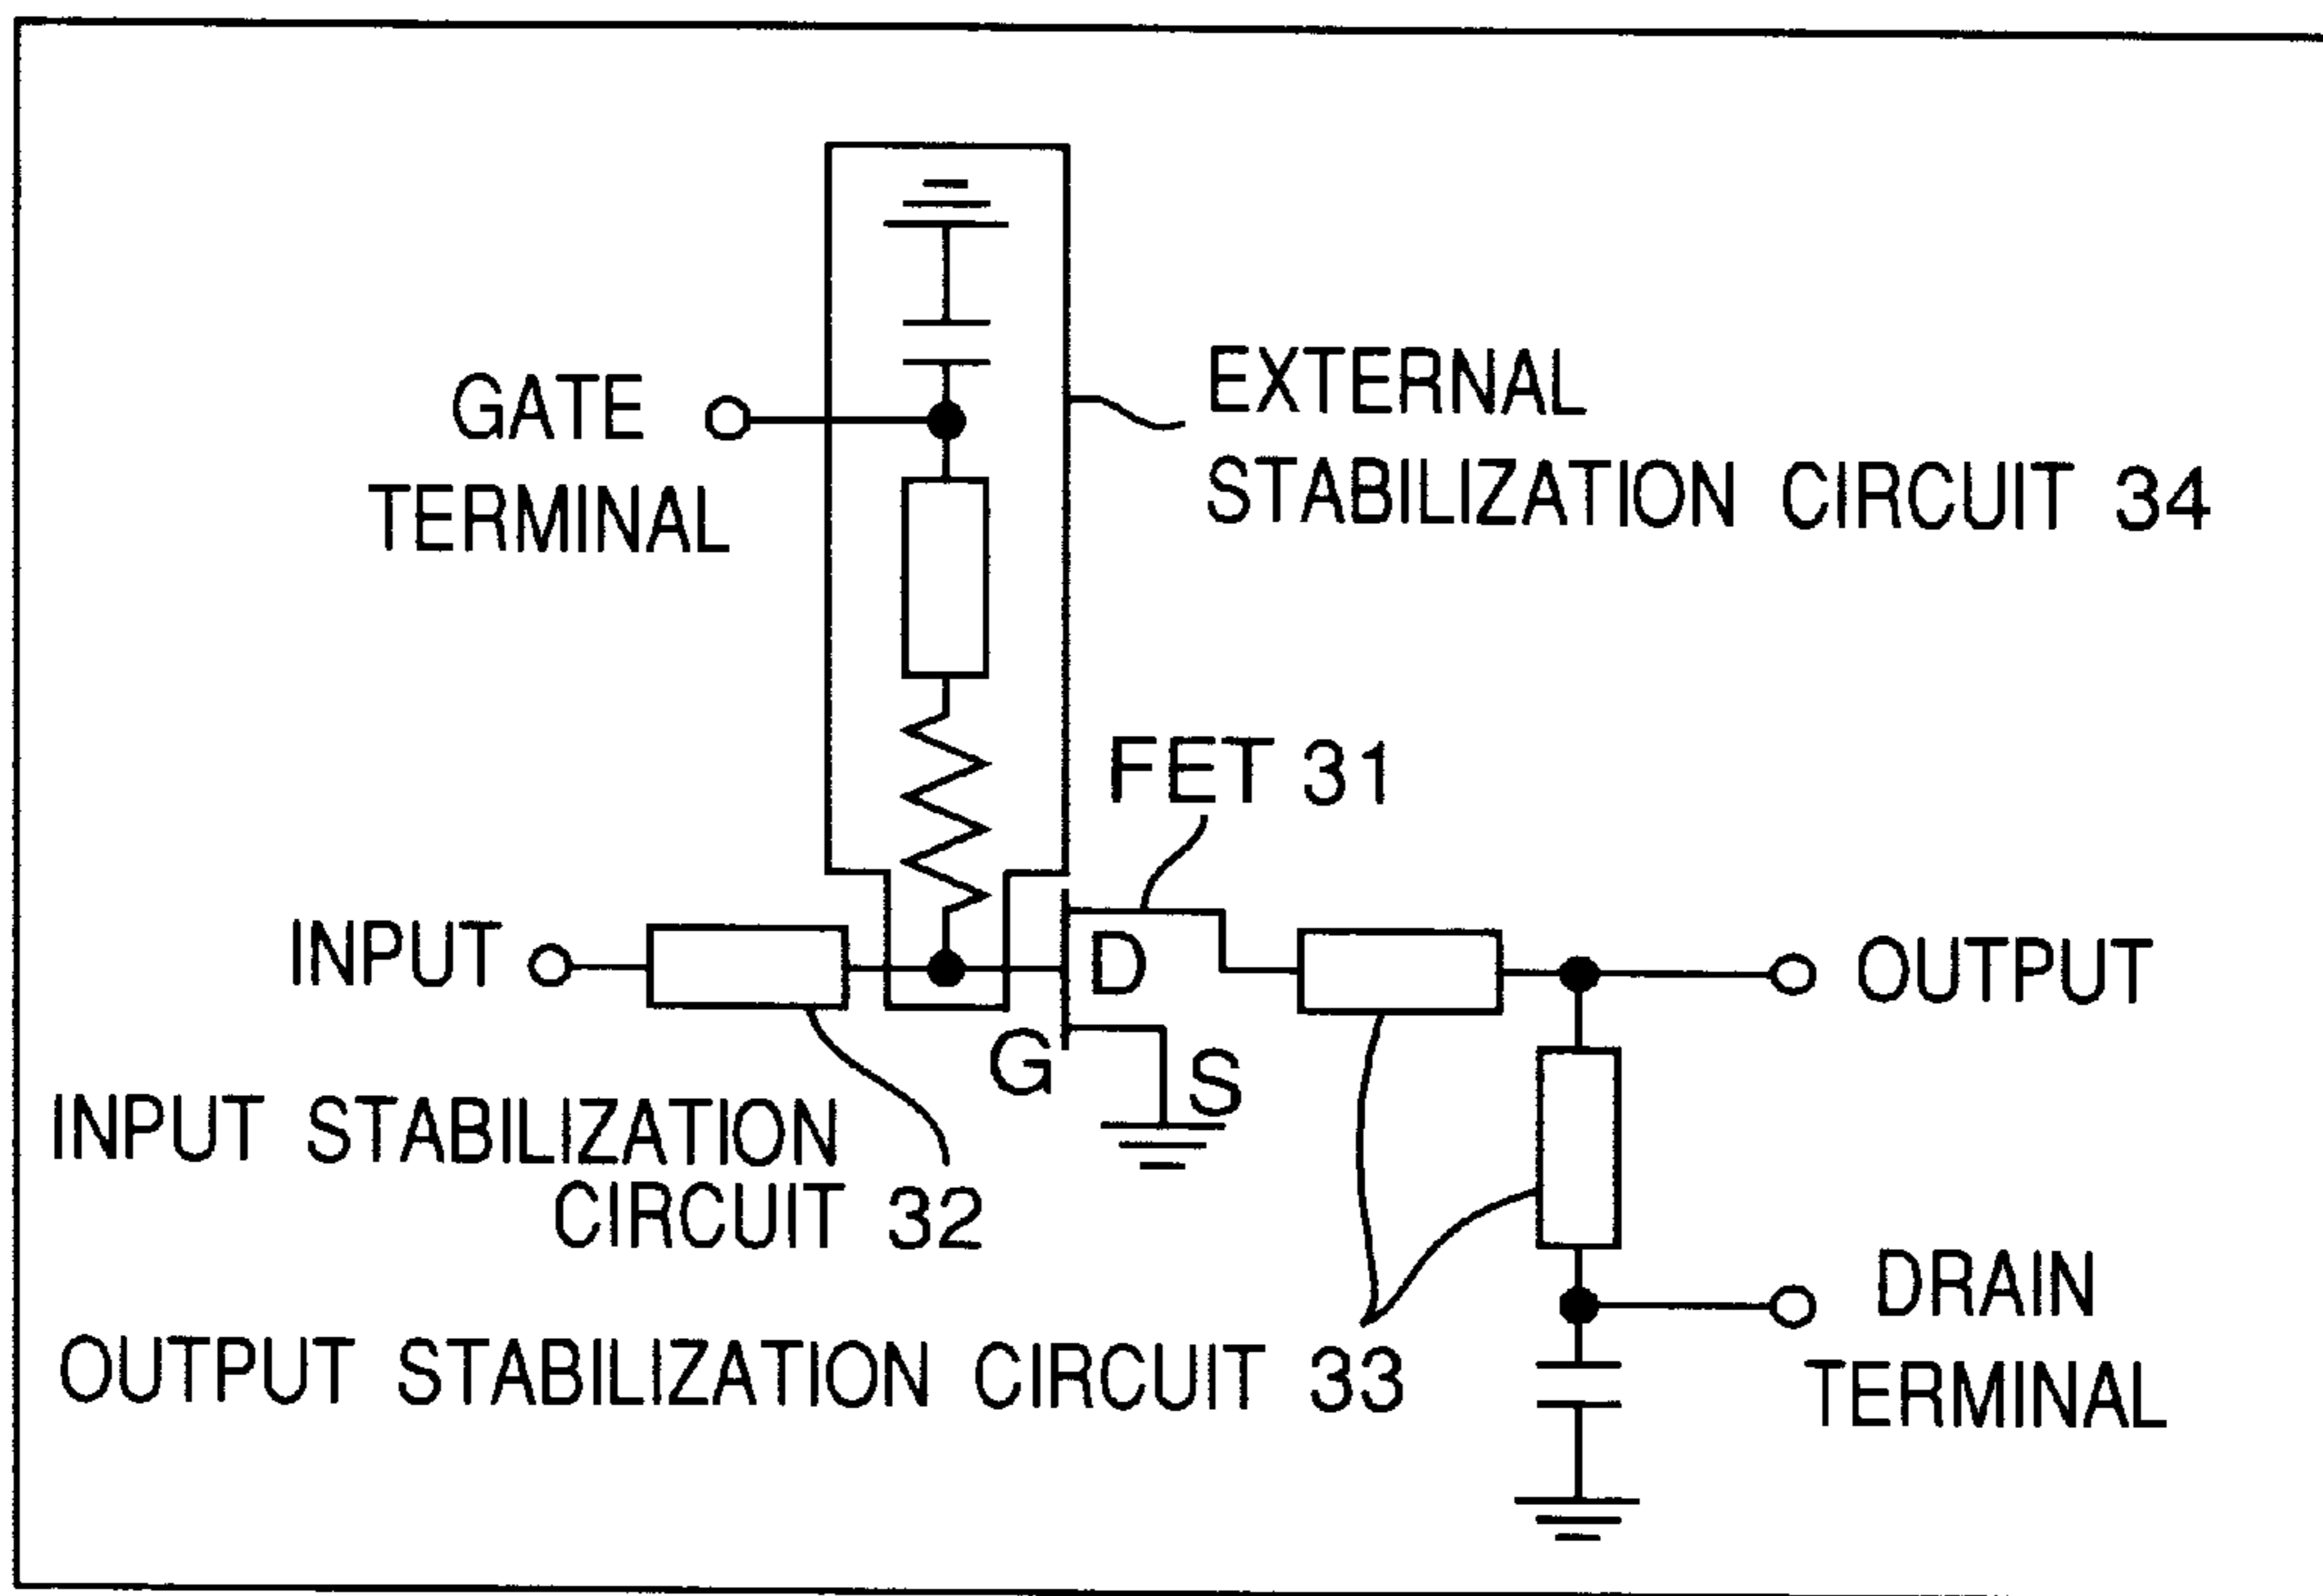 GATE
TERMINAL
EXTERNAL
STABILIZATION CIRCUIT 34
FET 31
INPUT
D
G
S
OUTPUT
INPUT STABILIZATION
CIRCUIT 32
OUTPUT STABILIZATION CIRCUIT 33
DRAIN
TERMINAL